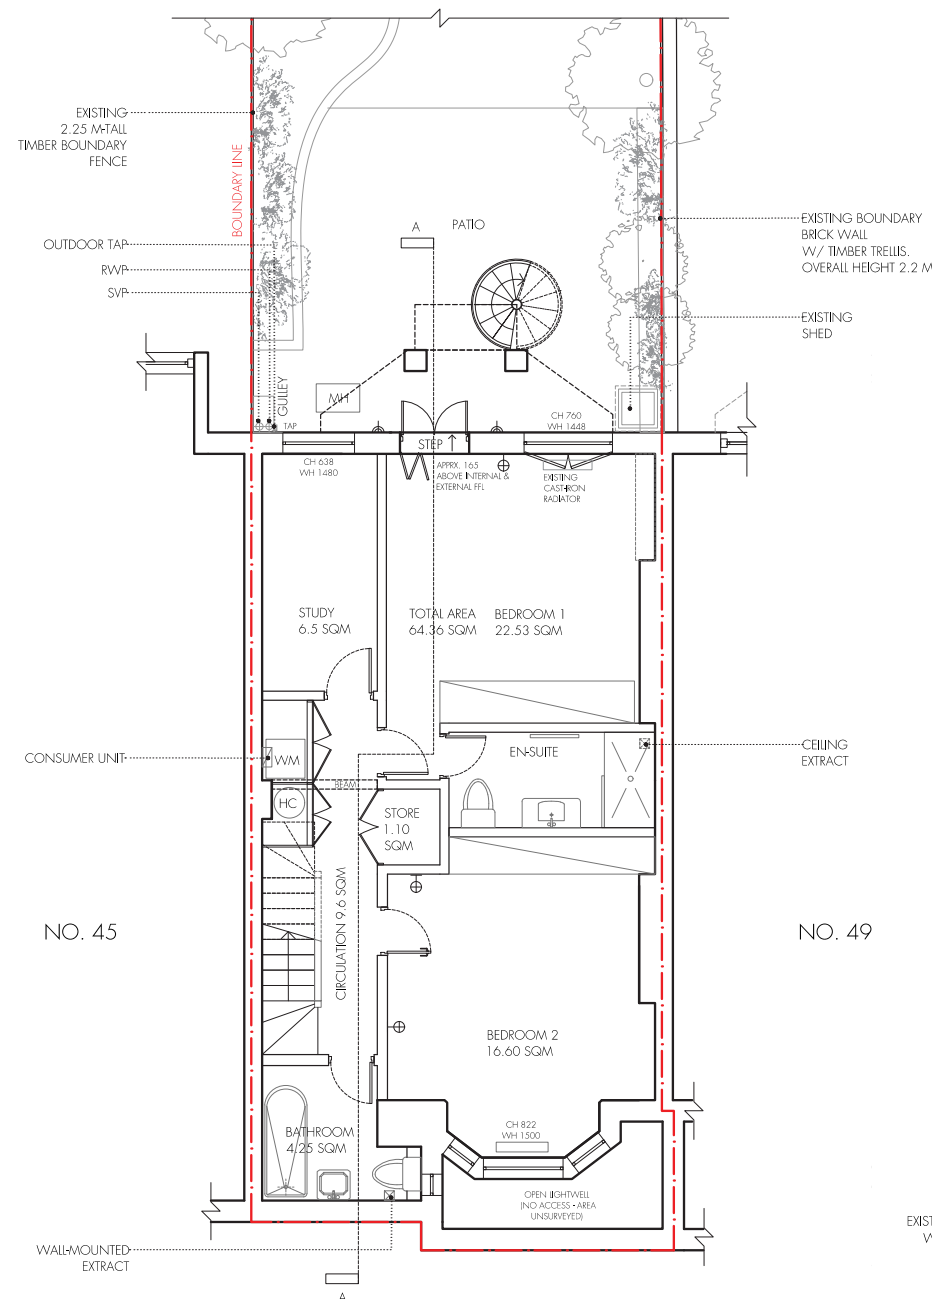 EXISTING
2.25 M-TALL
TIMBER BOUNDARY
FENCE
BOUNDARY LINE
OUTDOOR TAP
RWP
SVP
A
PATIO
EXISTING BOUNDARY
BRICK WALL
W/ TIMBER TRELLIS.
OVERALL HEIGHT 2.2 M
EXISTING
SHED
GULLEY
TAP
MH
CH 760
WH 1448
CH 638
WH 1480
STEP
APPRX. 165
ABOVE INTERNAL &
EXTERNAL FFL
EXISTING
CAST-IRON
RADIATOR
STUDY
6.5 SQM
TOTAL AREA
64.36 SQM
BEDROOM 1
22.53 SQM
CONSUMER UNIT
WM
EN-SUITE
CEILING
EXTRACT
BEAM
HC
STORE
1.10
SQM
CIRCULATION 9.6 SQM
NO. 45
NO. 49
BEDROOM 2
16.60 SQM
CH 822
WH 1500
BATHROOM
4.25 SQM
OPEN LIGHTWELL
(NO ACCESS - AREA
UNSURVEYED)
WALL-MOUNTED
EXTRACT
A
EXIST
W